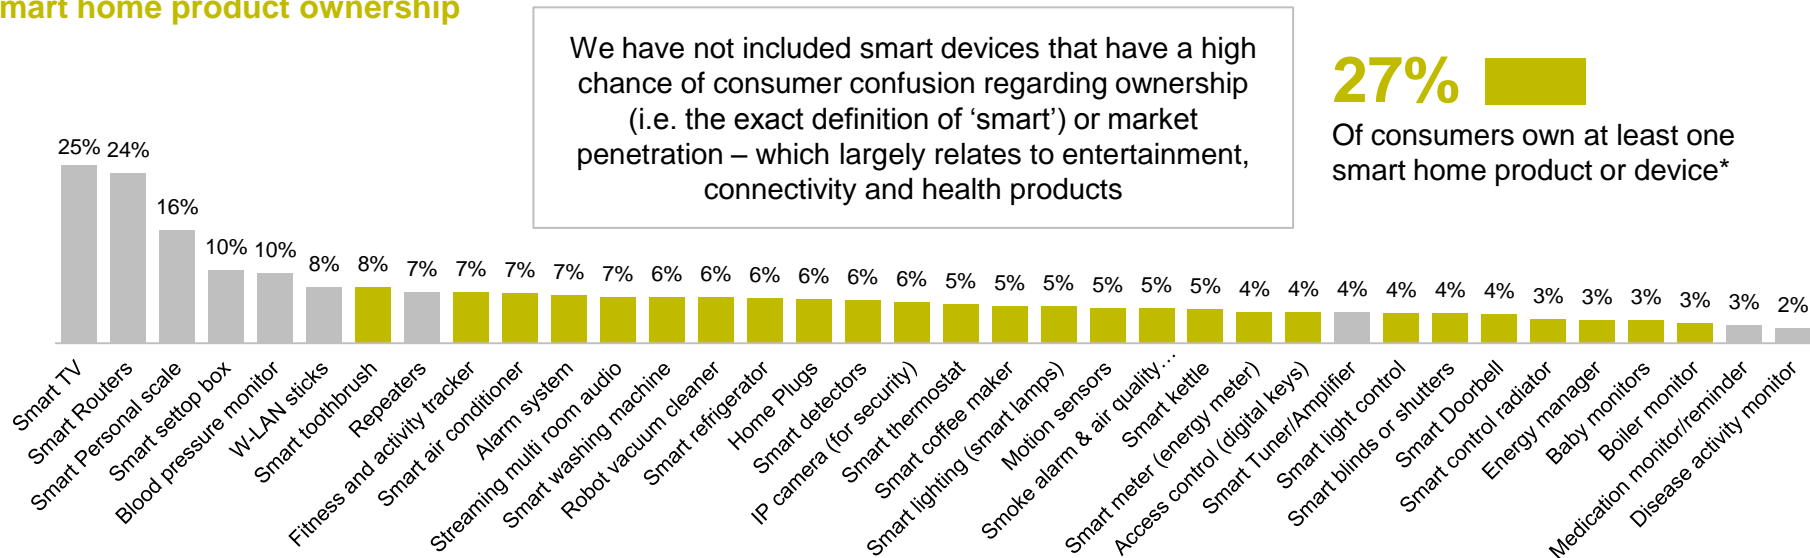 mart home product ownership
We have not included smart devices that have a high
chance of consumer confusion regarding ownership
(i.e. the exact definition of ‘smart’) or market
penetration – which largely relates to entertainment,
connectivity and health products
27%
Of consumers own at least one
smart home product or device*
25% 24% 16% 10% 10% 8% 8% 7% 7% 7% 7% 7% 6% 6% 6% 6% 6% 6% 5% 5% 5% 5% 5% 5% 4% 4% 4% 4% 4% 4% 3% 3% 3% 3% 3% 2%
Smart TV
Smart Routers
Smart Personal scale
Smart settop box
Blood pressure monitor
W-LAN sticks
Smart toothbrush
Repeaters
Fitness and activity tracker
Smart air conditioner
Alarm system
Streaming multi room audio
Smart washing machine
Robot vacuum cleaner
Smart refrigerator
Home Plugs
Smart detectors
IP camera (for security)
Smart thermostat
Smart coffee maker
Smart lighting (smart lamps)
Motion sensors
Smoke alarm & air quality…
Smart kettle
Smart meter (energy meter)
Access control (digital keys)
Smart Tuner/Amplifier
Smart light control
Smart blinds or shutters
Smart Doorbell
Smart control radiator
Energy manager
Baby monitors
Boiler monitor
Medication monitor/reminder
Disease activity monitor